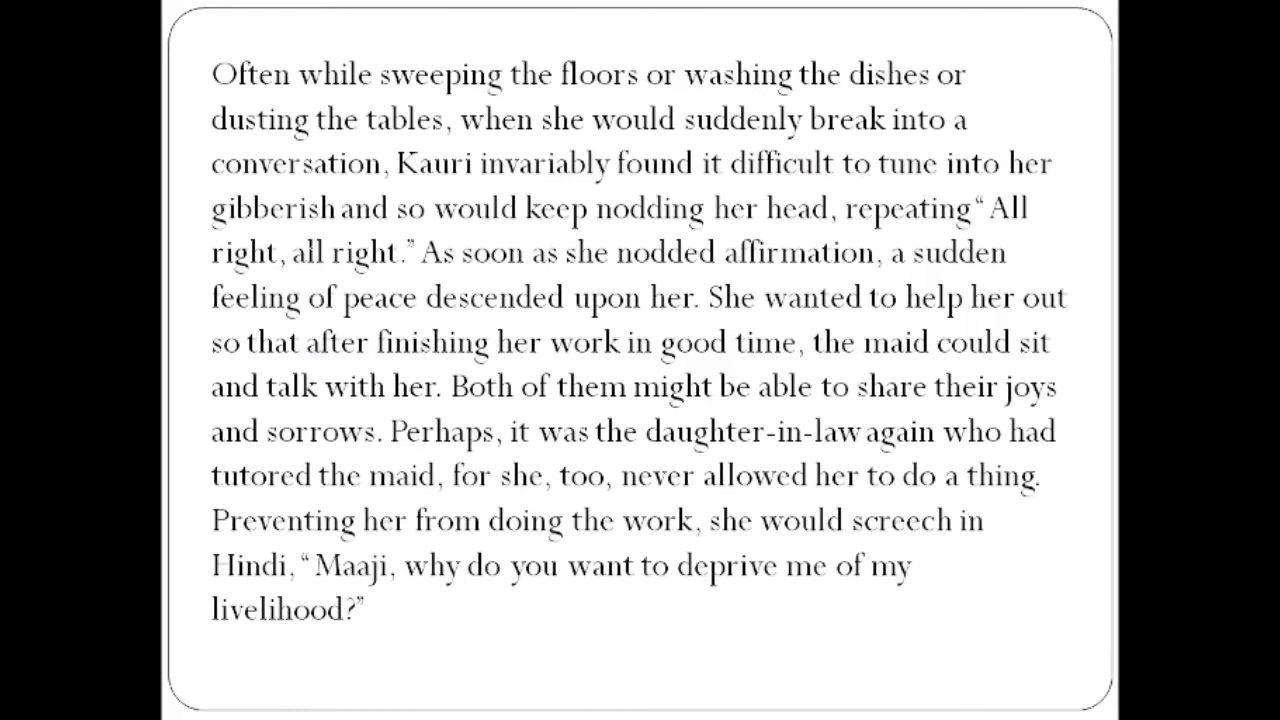 Often while sweeping the floors or washing the dishes or
dusting the tables, when she would suddenly break into a
conversation, Kauri invariably found it difficult to tune into her
gibberish and so would keep nodding her head, repeating “All
right, all right.” As soon as she nodded affirmation, a sudden
feeling of peace descended upon her. She wanted to help her out
so that after finishing her work in good time, the maid could sit
and talk with her. Both of them might be able to share their joys
and sorrows. Perhaps, it was the daughter-in-law again who had
tutored the maid, for she, too, never allowed her to do a thing.
Preventing her from doing the work, she would screech in
Hindi, “Maaji, why do you want to deprive me of my
livelihood?”